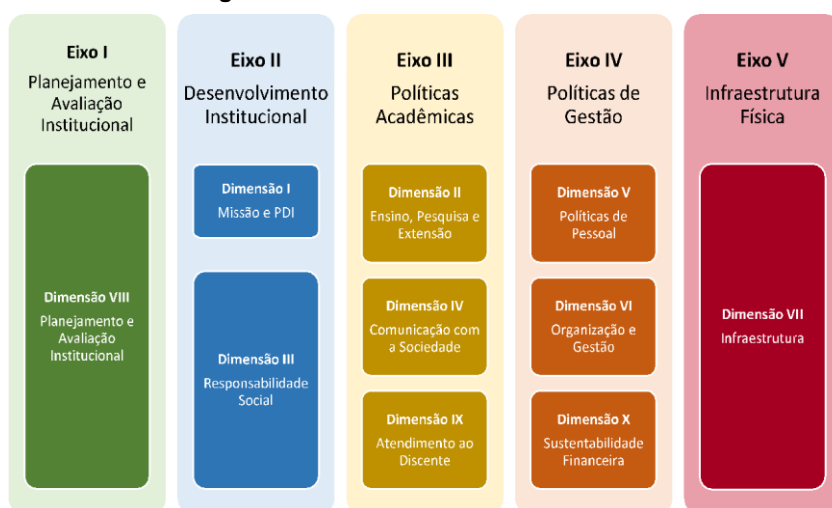 Eixo I
Planejamento e
Avaliação
Institucional
Dimensão VIII
Planejamento e
Avaliação
Institucional
Eixo II
Desenvolvimento
Institucional
Dimensão I
Missão e PDI
Dimensão III
Responsabilidade
Social
Eixo III
Políticas
Acadêmicas
Dimensão II
Ensino, Pesquisa e
Extensão
Dimensão IV
Comunicação com
a Sociedade
Dimensão IX
Atendimento ao
Discente
Eixo IV
Políticas de
Gestão
Dimensão V
Políticas de
Pessoal
Dimensão VI
Organização e
Gestão
Dimensão X
Sustentabilidade
Financeira
Eixo V
Infraestrutura
Física
Dimensão VII
Infraestrutura